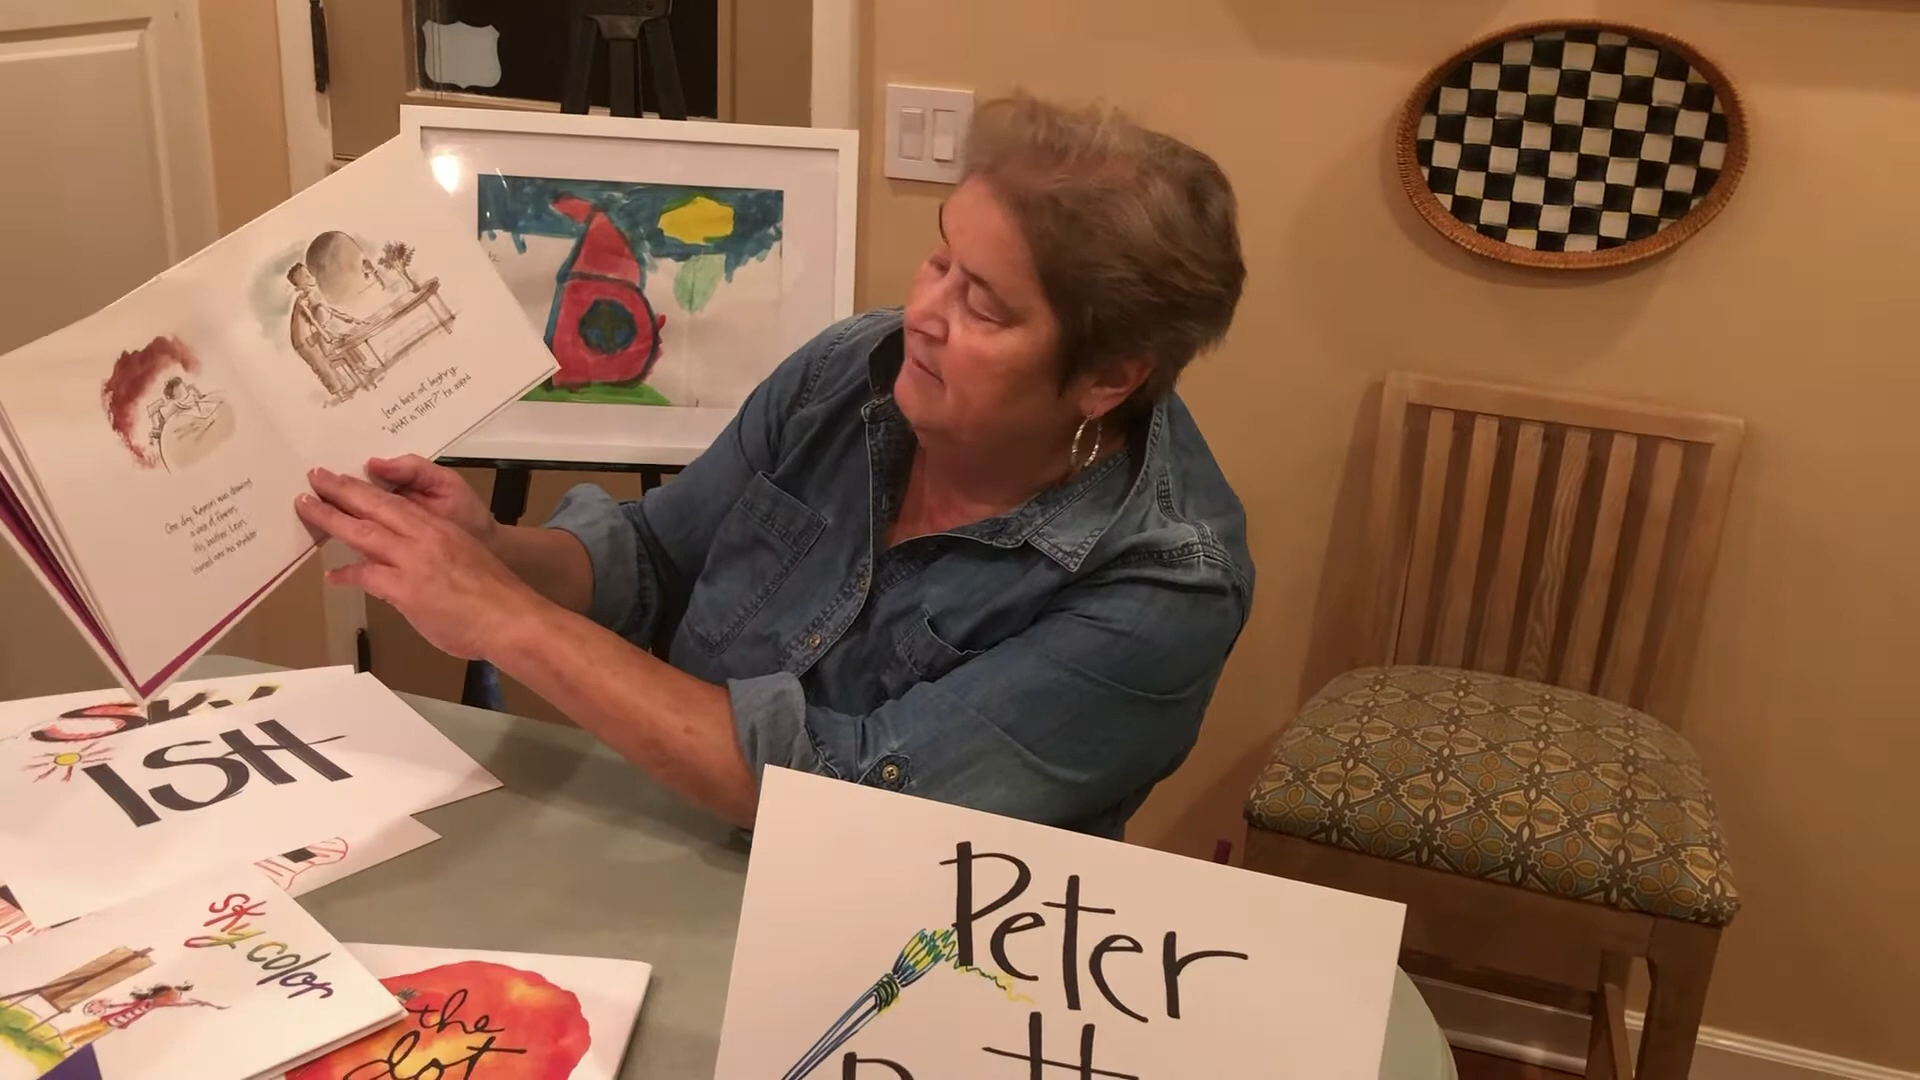 One day, Ramon was drawing
a vase of flowers.
His brother, Leon,
leaned over his shoulder.
Leon burst out laughing.
"WHAT is THAT?" he asked.
Sky
ISH
sky color
the
dot
Peter